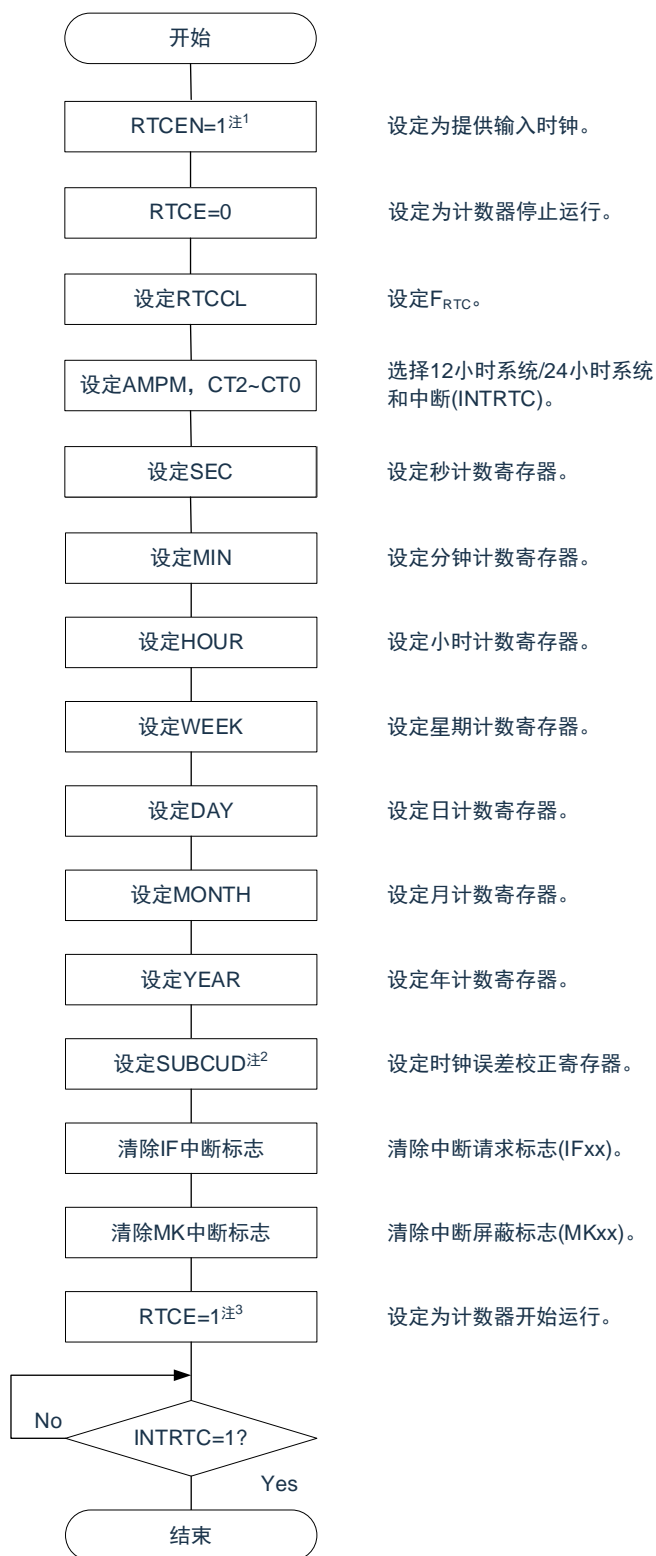 开始
RTCEN=1注1
设定为提供输入时钟。
RTCE=0
设定为计数器停止运行。
设定RTCCL
设定FRTC。
设定AMPM，CT2~CT0
选择12小时系统/24小时系统
和中断(INTRTC)。
设定SEC
设定秒计数寄存器。
设定MIN
设定分钟计数寄存器。
设定HOUR
设定小时计数寄存器。
设定WEEK
设定星期计数寄存器。
设定DAY
设定日计数寄存器。
设定MONTH
设定月计数寄存器。
设定YEAR
设定年计数寄存器。
设定SUBCUD注2
设定时钟误差校正寄存器。
清除IF中断标志
清除中断请求标志(IFxx)。
清除MK中断标志
清除中断屏蔽标志(MKxx)。
RTCE=1注3
设定为计数器开始运行。
No
INTRTC=1?
Yes
结束